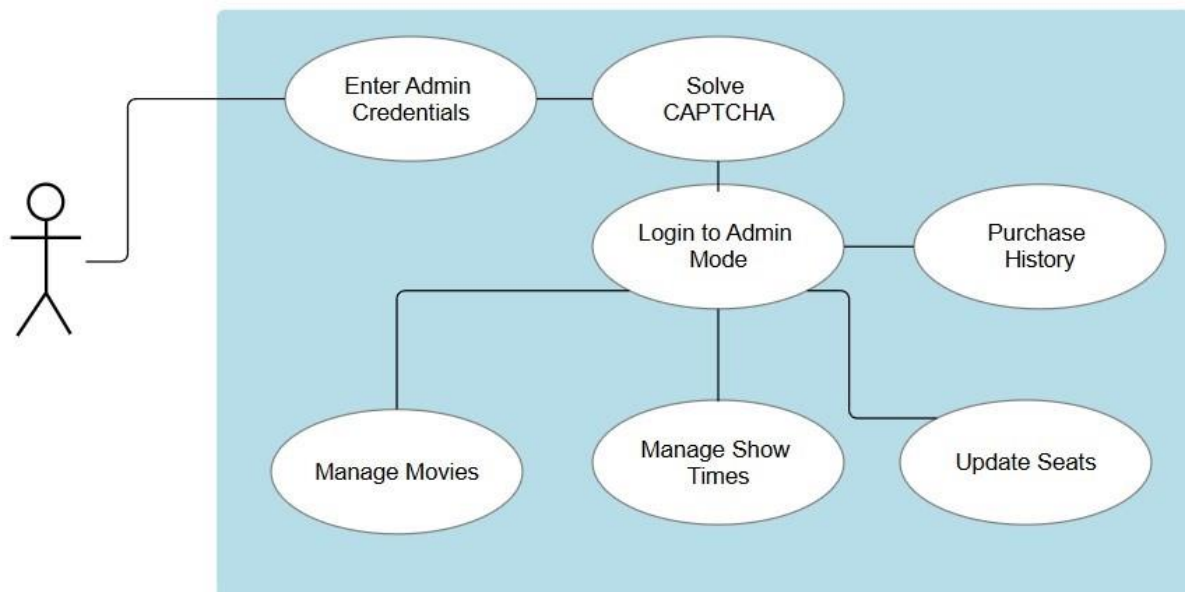 Enter Admin
Credentials
Solve
CAPTCHA
Login to Admin
Mode
Purchase
History
Manage Movies
Manage Show
Times
Update Seats